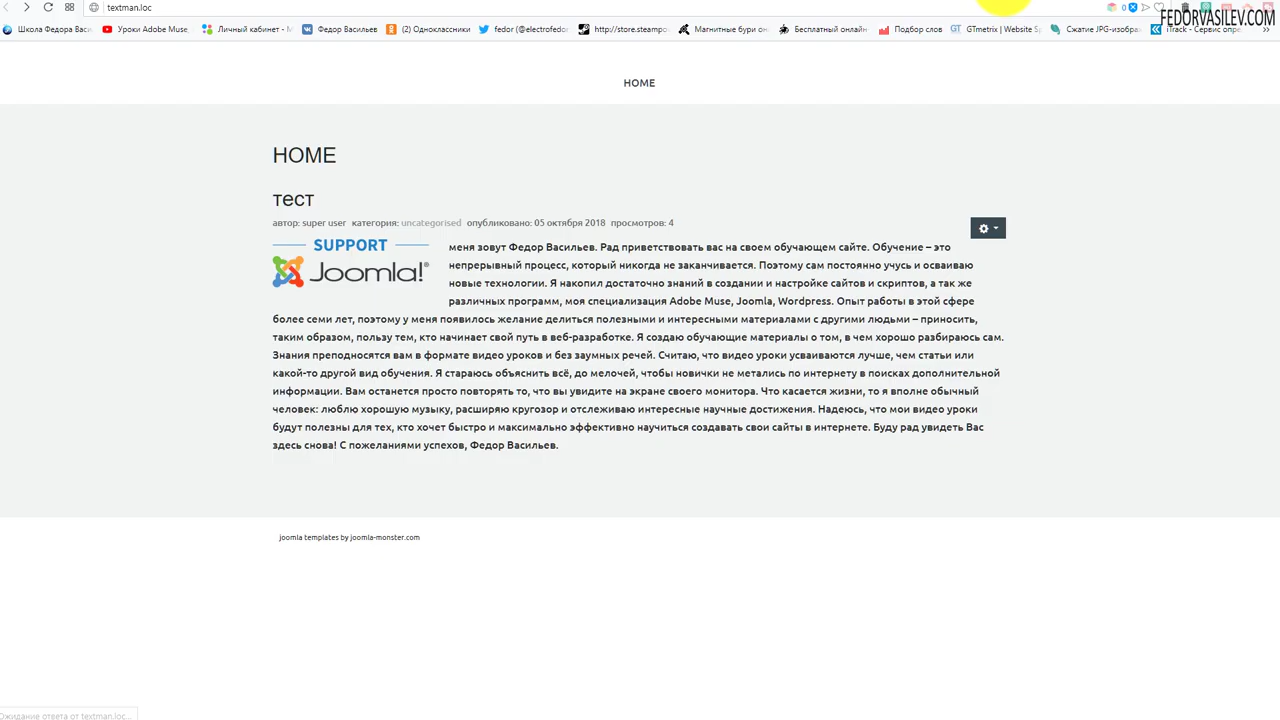 textman.loc
0
FEDORVASILEV.COM
Школа Федора Васи.
Уроки Adobe Muse,
Личный кабинет - M
Федор Васильев
(2) Одноклассники
fedor (@electrofedor
http://store.steampo
Магнитные бури он
Бесплатный онлайн
Подбор слов
GTmetrix | Website Sp
Сжатие JPG-изобра
iTrack - Сервис опре
HOME
HOME
тест
автор: super user категория: uncategorised опубликовано: 05 октября 2018 просмотров: 4
SUPPORT
Joomla!®
меня зовут Федор Васильев. Рад приветствовать вас на своем обучающем сайте. Обучение – это
непрерывный процесс, который никогда не заканчивается. Поэтому сам постоянно учусь и осваиваю
новые технологии. Я накопил достаточно знаний в создании и настройке сайтов и скриптов, а так же
различных программ, моя специализация Adobe Muse, Joomla, Wordpress. Опыт работы в этой сфере
более семи лет, поэтому у меня появилось желание делиться полезными и интересными материалами с другими людьми – приносить,
таким образом, пользу тем, кто начинает свой путь в веб-разработке. Я создаю обучающие материалы о том, в чем хорошо разбираюсь сам.
Знания преподносятся вам в формате видео уроков и без заумных речей. Считаю, что видео уроки усваиваются лучше, чем статьи или
какой-то другой вид обучения. Я стараюсь объяснить всё, до мелочей, чтобы новички не метались по интернету в поисках дополнительной
информации. Вам останется просто повторять то, что вы увидите на экране своего монитора. Что касается жизни, то я вполне обычный
человек: люблю хорошую музыку, расширяю кругозор и отслеживаю интересные научные достижения. Надеюсь, что мои видео уроки
будут полезны для тех, кто хочет быстро и максимально эффективно научиться создавать свои сайты в интернете. Буду рад увидеть Вас
здесь снова! С пожеланиями успехов, Федор Васильев.
joomla templates by joomla-monster.com
Ожидание ответа от textman.loc...